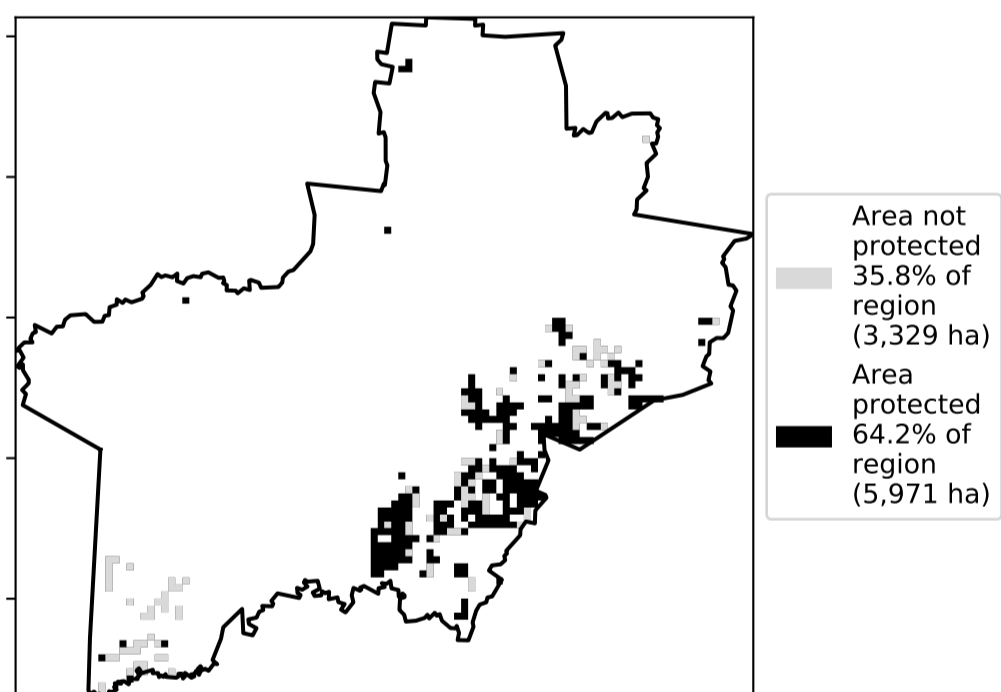 Area not
protected
35.8% of
region
(3,329 ha)
Area
protected
64.2% of
region
(5,971 ha)